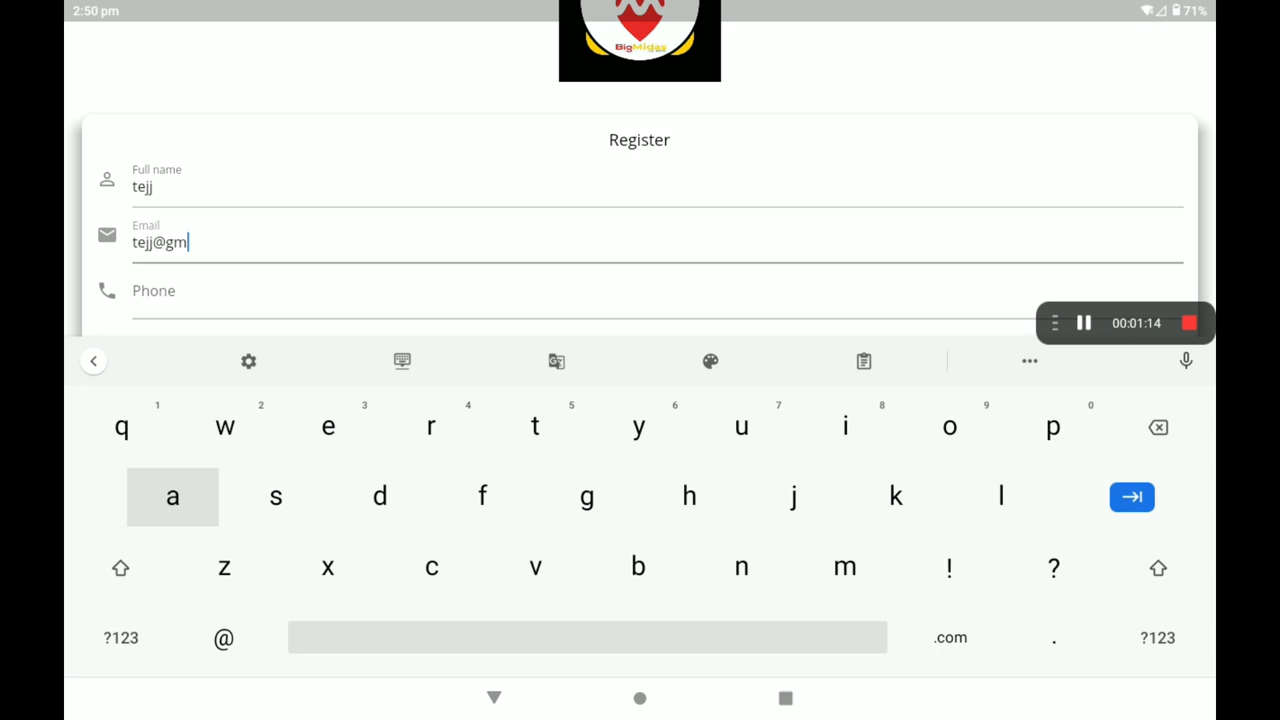 2:50 pm
71%
BigMidas
Register
Full name
tejj
Email
tejj@gm
Phone
00:01:14
1 2 3 4 5 6 7 8 9 0
q w e r t y u i o p
a s d f g h j k l
z x c v b n m ! ?
?123 @ .com . ?123